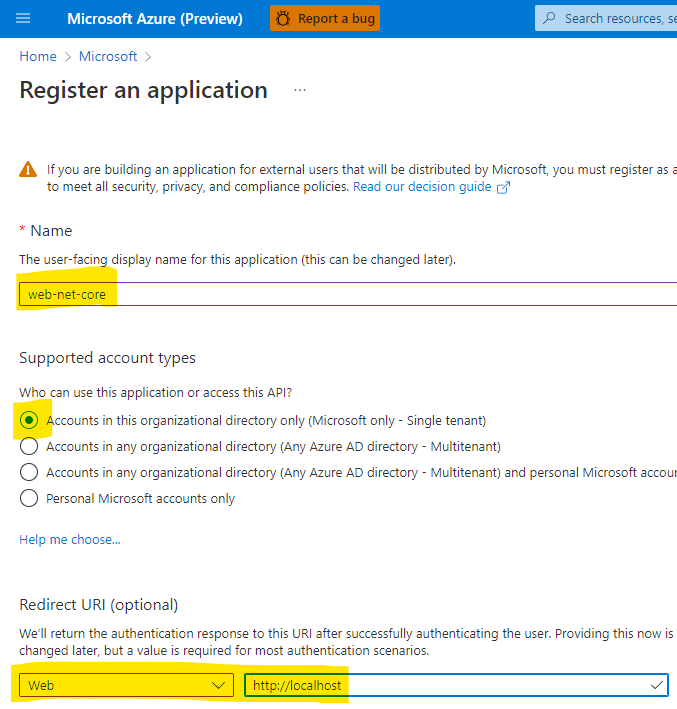 Microsoft Azure (Preview) Report a bug Search resources, se
Home > Microsoft >
Register an application ...
If you are building an application for external users that will be distributed by Microsoft, you must register as a
to meet all security, privacy, and compliance policies. Read our decision guide
* Name
The user-facing display name for this application (this can be changed later).
web-net-core
Supported account types
Who can use this application or access this API?
Accounts in this organizational directory only (Microsoft only - Single tenant)
Accounts in any organizational directory (Any Azure AD directory - Multitenant)
Accounts in any organizational directory (Any Azure AD directory - Multitenant) and personal Microsoft accour
Personal Microsoft accounts only
Help me choose...
Redirect URI (optional)
We'll return the authentication response to this URI after successfully authenticating the user. Providing this now is
changed later, but a value is required for most authentication scenarios.
Web http://localhost